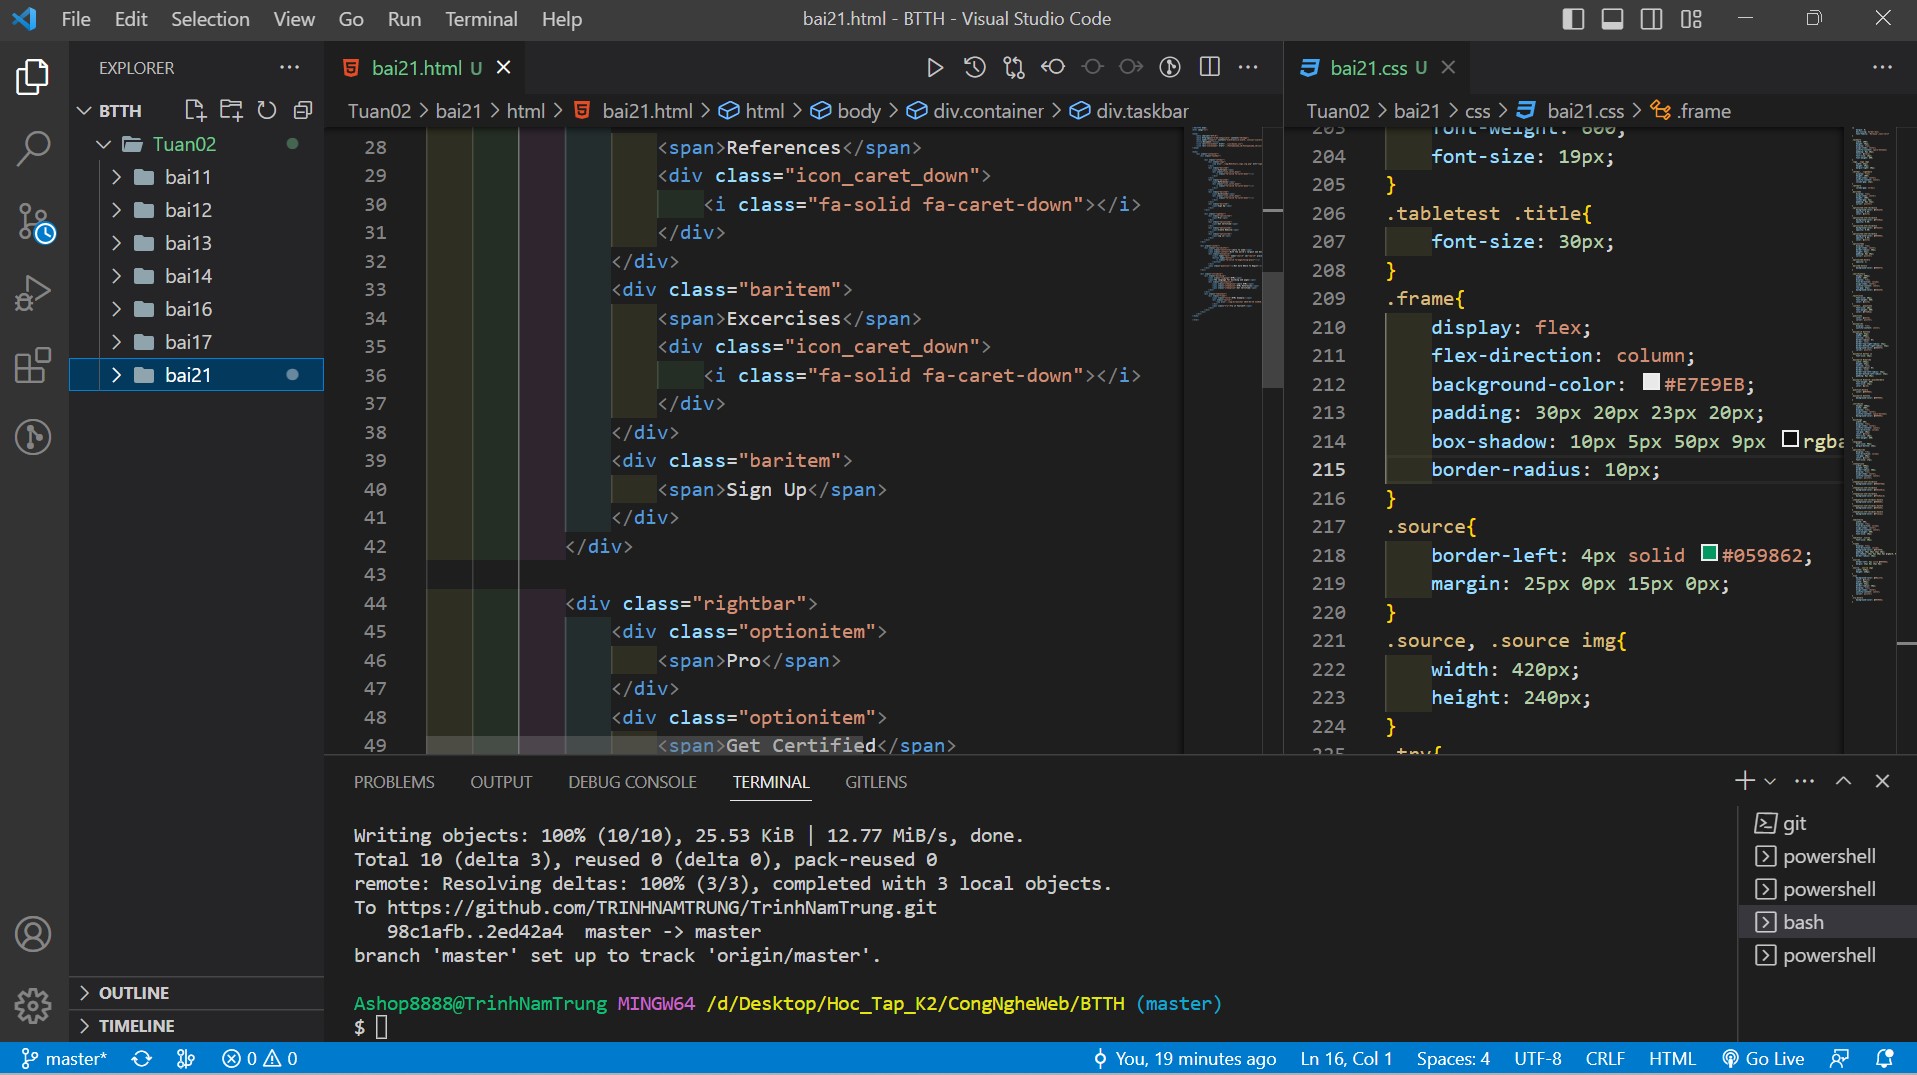 File Edit Selection View Go Run Terminal Help
bai21.html - BTTH - Visual Studio Code
EXPLORER
BTTH
Tuan02
bai11
bai12
bai13
bai14
bai16
bai17
bai21
OUTLINE
TIMELINE
bai21.html U
Tuan02 > bai21 > html > bai21.html > html > body > div.container > div.taskbar
28 <span>References</span>
29 <div class="icon_caret_down">
30 <i class="fa-solid fa-caret-down"></i>
31 </div>
32 </div>
33 <div class="baritem">
34 <span>Excercises</span>
35 <div class="icon_caret_down">
36 <i class="fa-solid fa-caret-down"></i>
37 </div>
38 </div>
39 <div class="baritem">
40 <span>Sign Up</span>
41 </div>
42 </div>
43
44 <div class="rightbar">
45 <div class="optionitem">
46 <span>Pro</span>
47 </div>
48 <div class="optionitem">
49 <span>Get Certified</span>
bai21.css U
Tuan02 > bai21 > css > bai21.css > .frame
203 font-weight: 600;
204 font-size: 19px;
205 }
206 .tabletest .title{
207 font-size: 30px;
208 }
209 .frame{
210 display: flex;
211 flex-direction: column;
212 background-color: #E7E9EB;
213 padding: 30px 20px 23px 20px;
214 box-shadow: 10px 5px 50px 9px rgba
215 border-radius: 10px;
216 }
217 .source{
218 border-left: 4px solid #059862;
219 margin: 25px 0px 15px 0px;
220 }
221 .source, .source img{
222 width: 420px;
223 height: 240px;
224 }
225 .try{
PROBLEMS OUTPUT DEBUG CONSOLE TERMINAL GITLENS
Writing objects: 100% (10/10), 25.53 KiB | 12.77 MiB/s, done.
Total 10 (delta 3), reused 0 (delta 0), pack-reused 0
remote: Resolving deltas: 100% (3/3), completed with 3 local objects.
To https://github.com/TRINHNAMTRUNG/TrinhNamTrung.git
98c1afb..2ed42a4 master -> master
branch 'master' set up to track 'origin/master'.
Ashop8888@TrinhNamTrung MINGW64 /d/Desktop/Hoc_Tap_K2/CongNgheWeb/BTTH (master)
$
git
powershell
powershell
bash
powershell
master* 0 0 You, 19 minutes ago Ln 16, Col 1 Spaces: 4 UTF-8 CRLF HTML Go Live